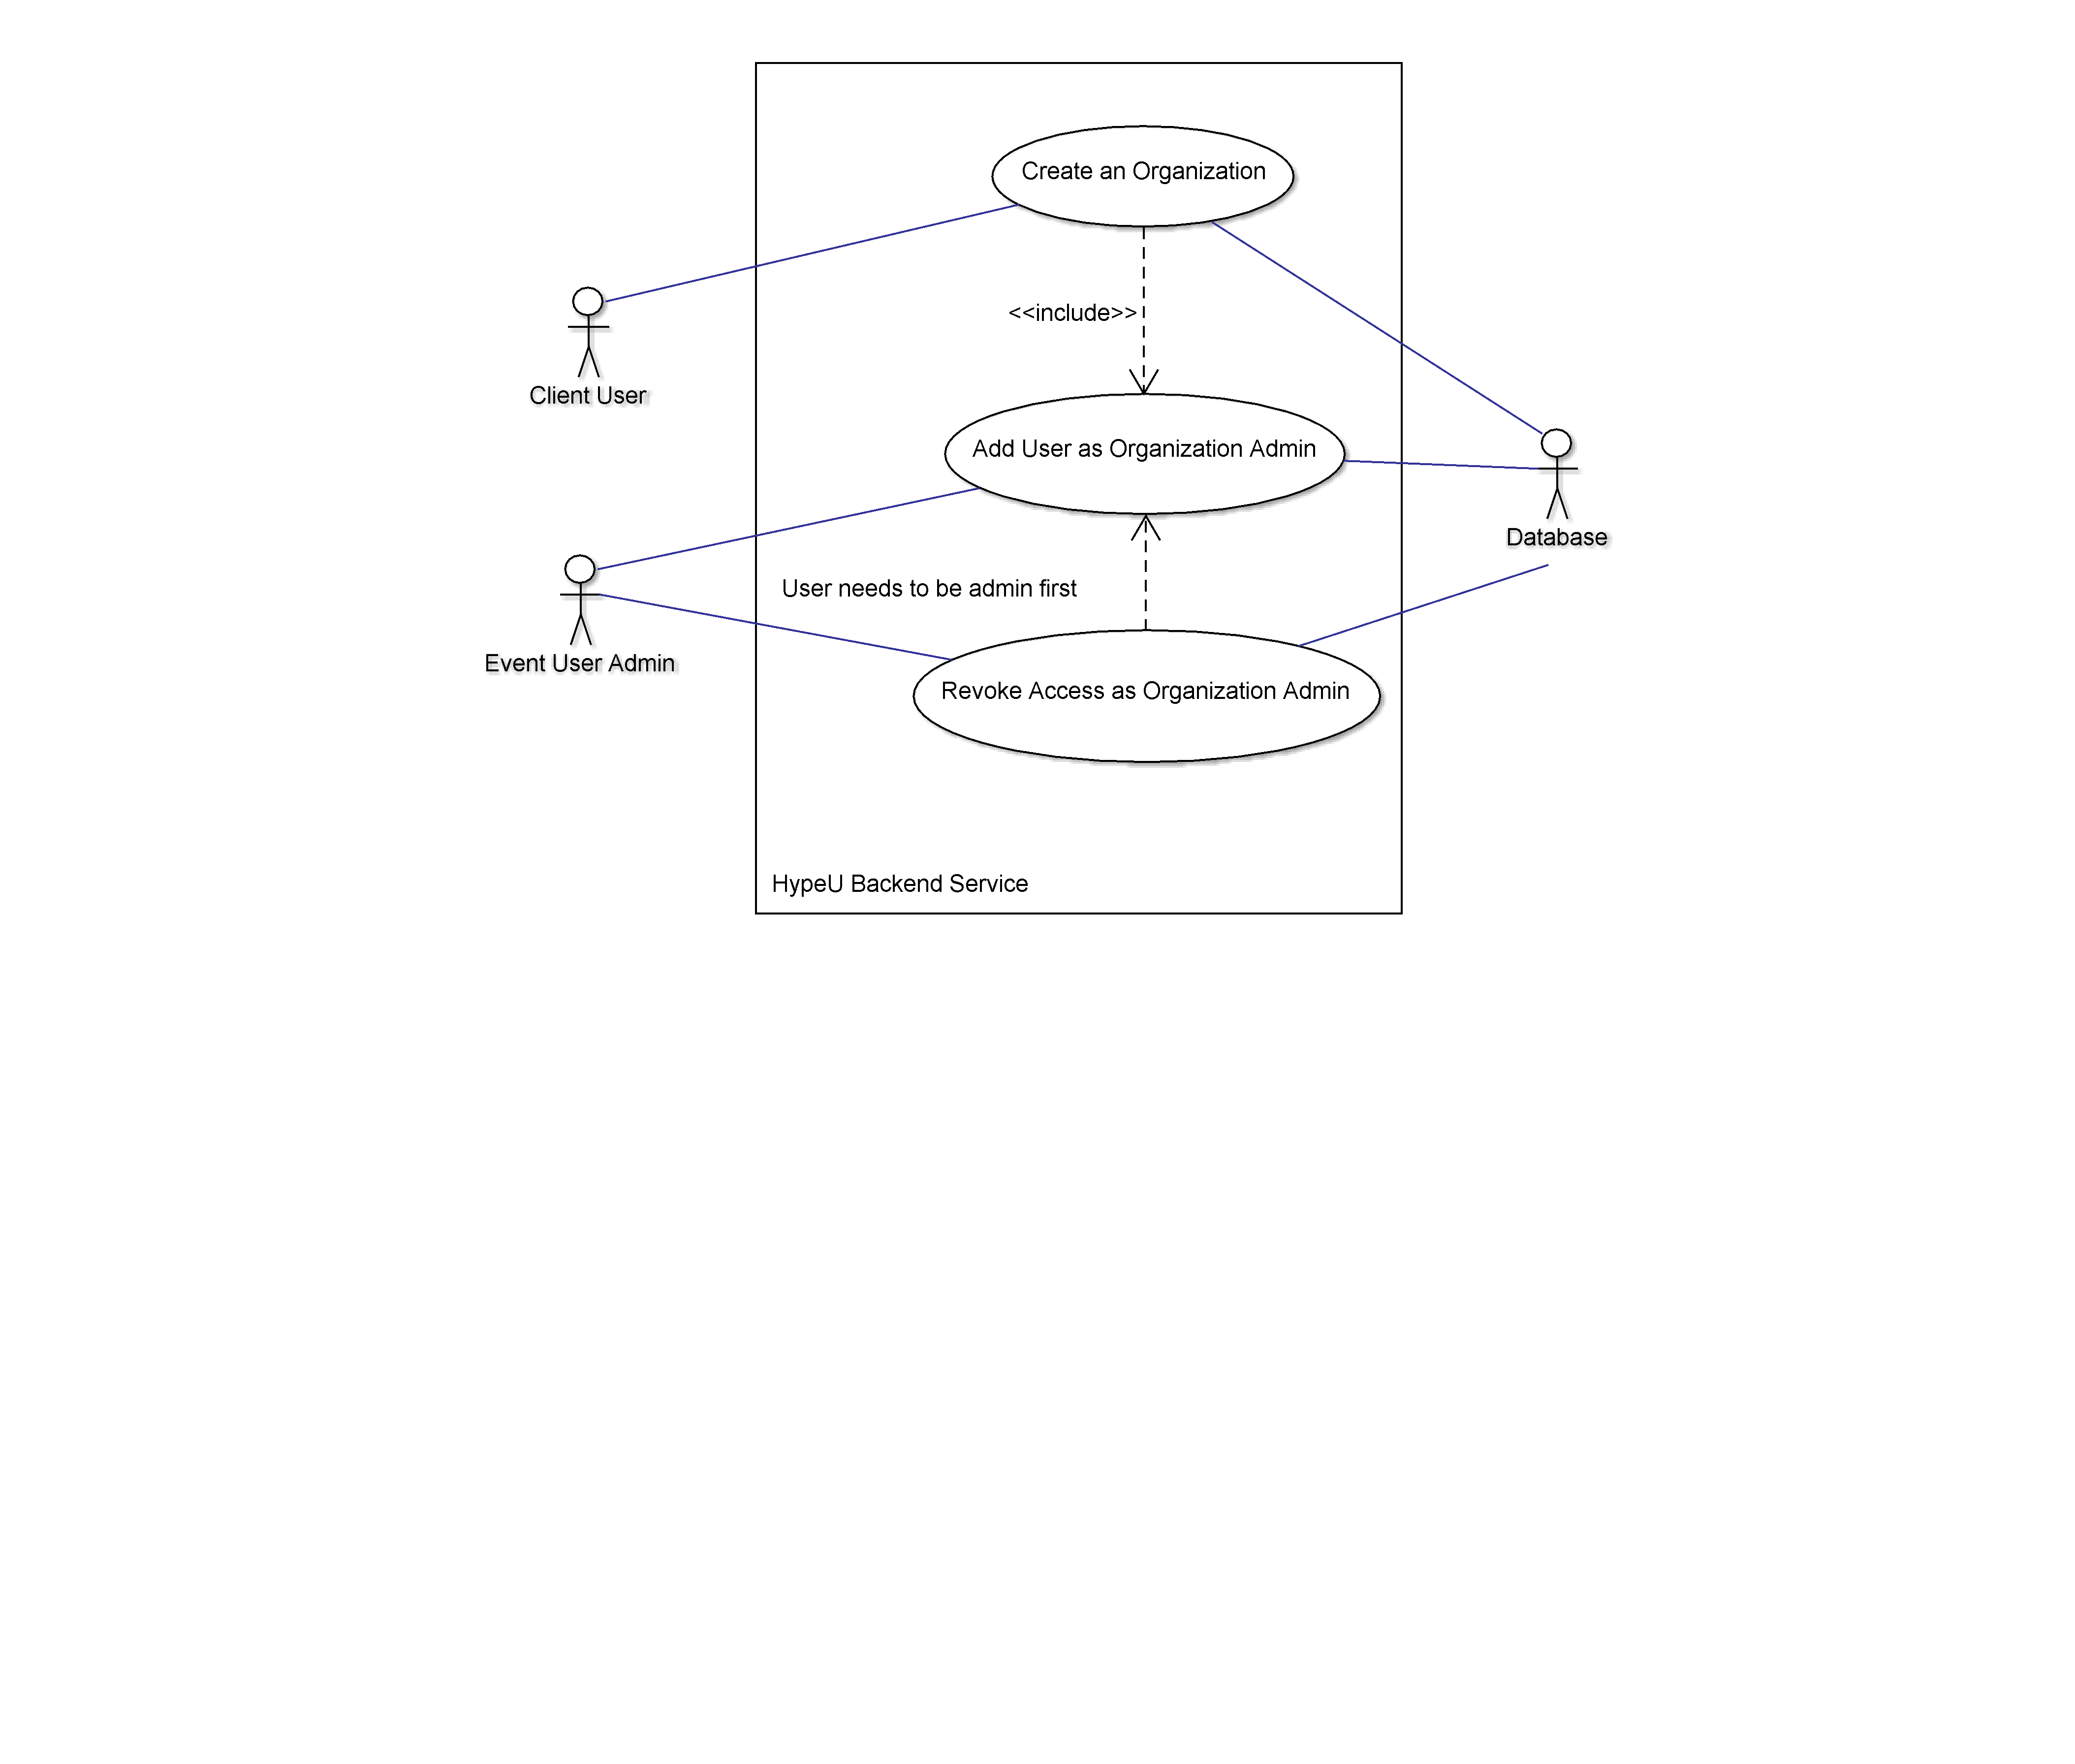 Create an Organization
<<include>>
Client User
Add User as Organization Admin
Database
User needs to be admin first
Event User Admin
Revoke Access as Organization Admin
HypeU Backend Service